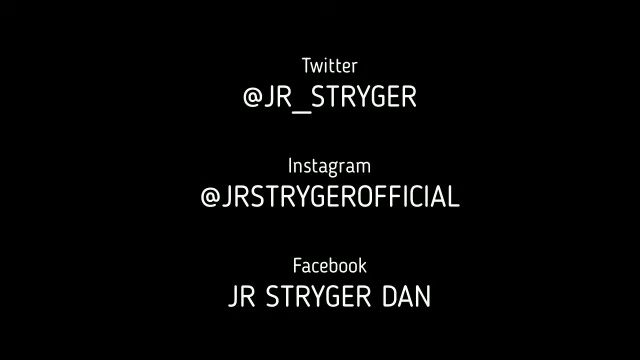 Twitter
@JR_STRYGER
Instagram
@JRSTRYGEROFFICIAL
Facebook
JR STRYGER DAN